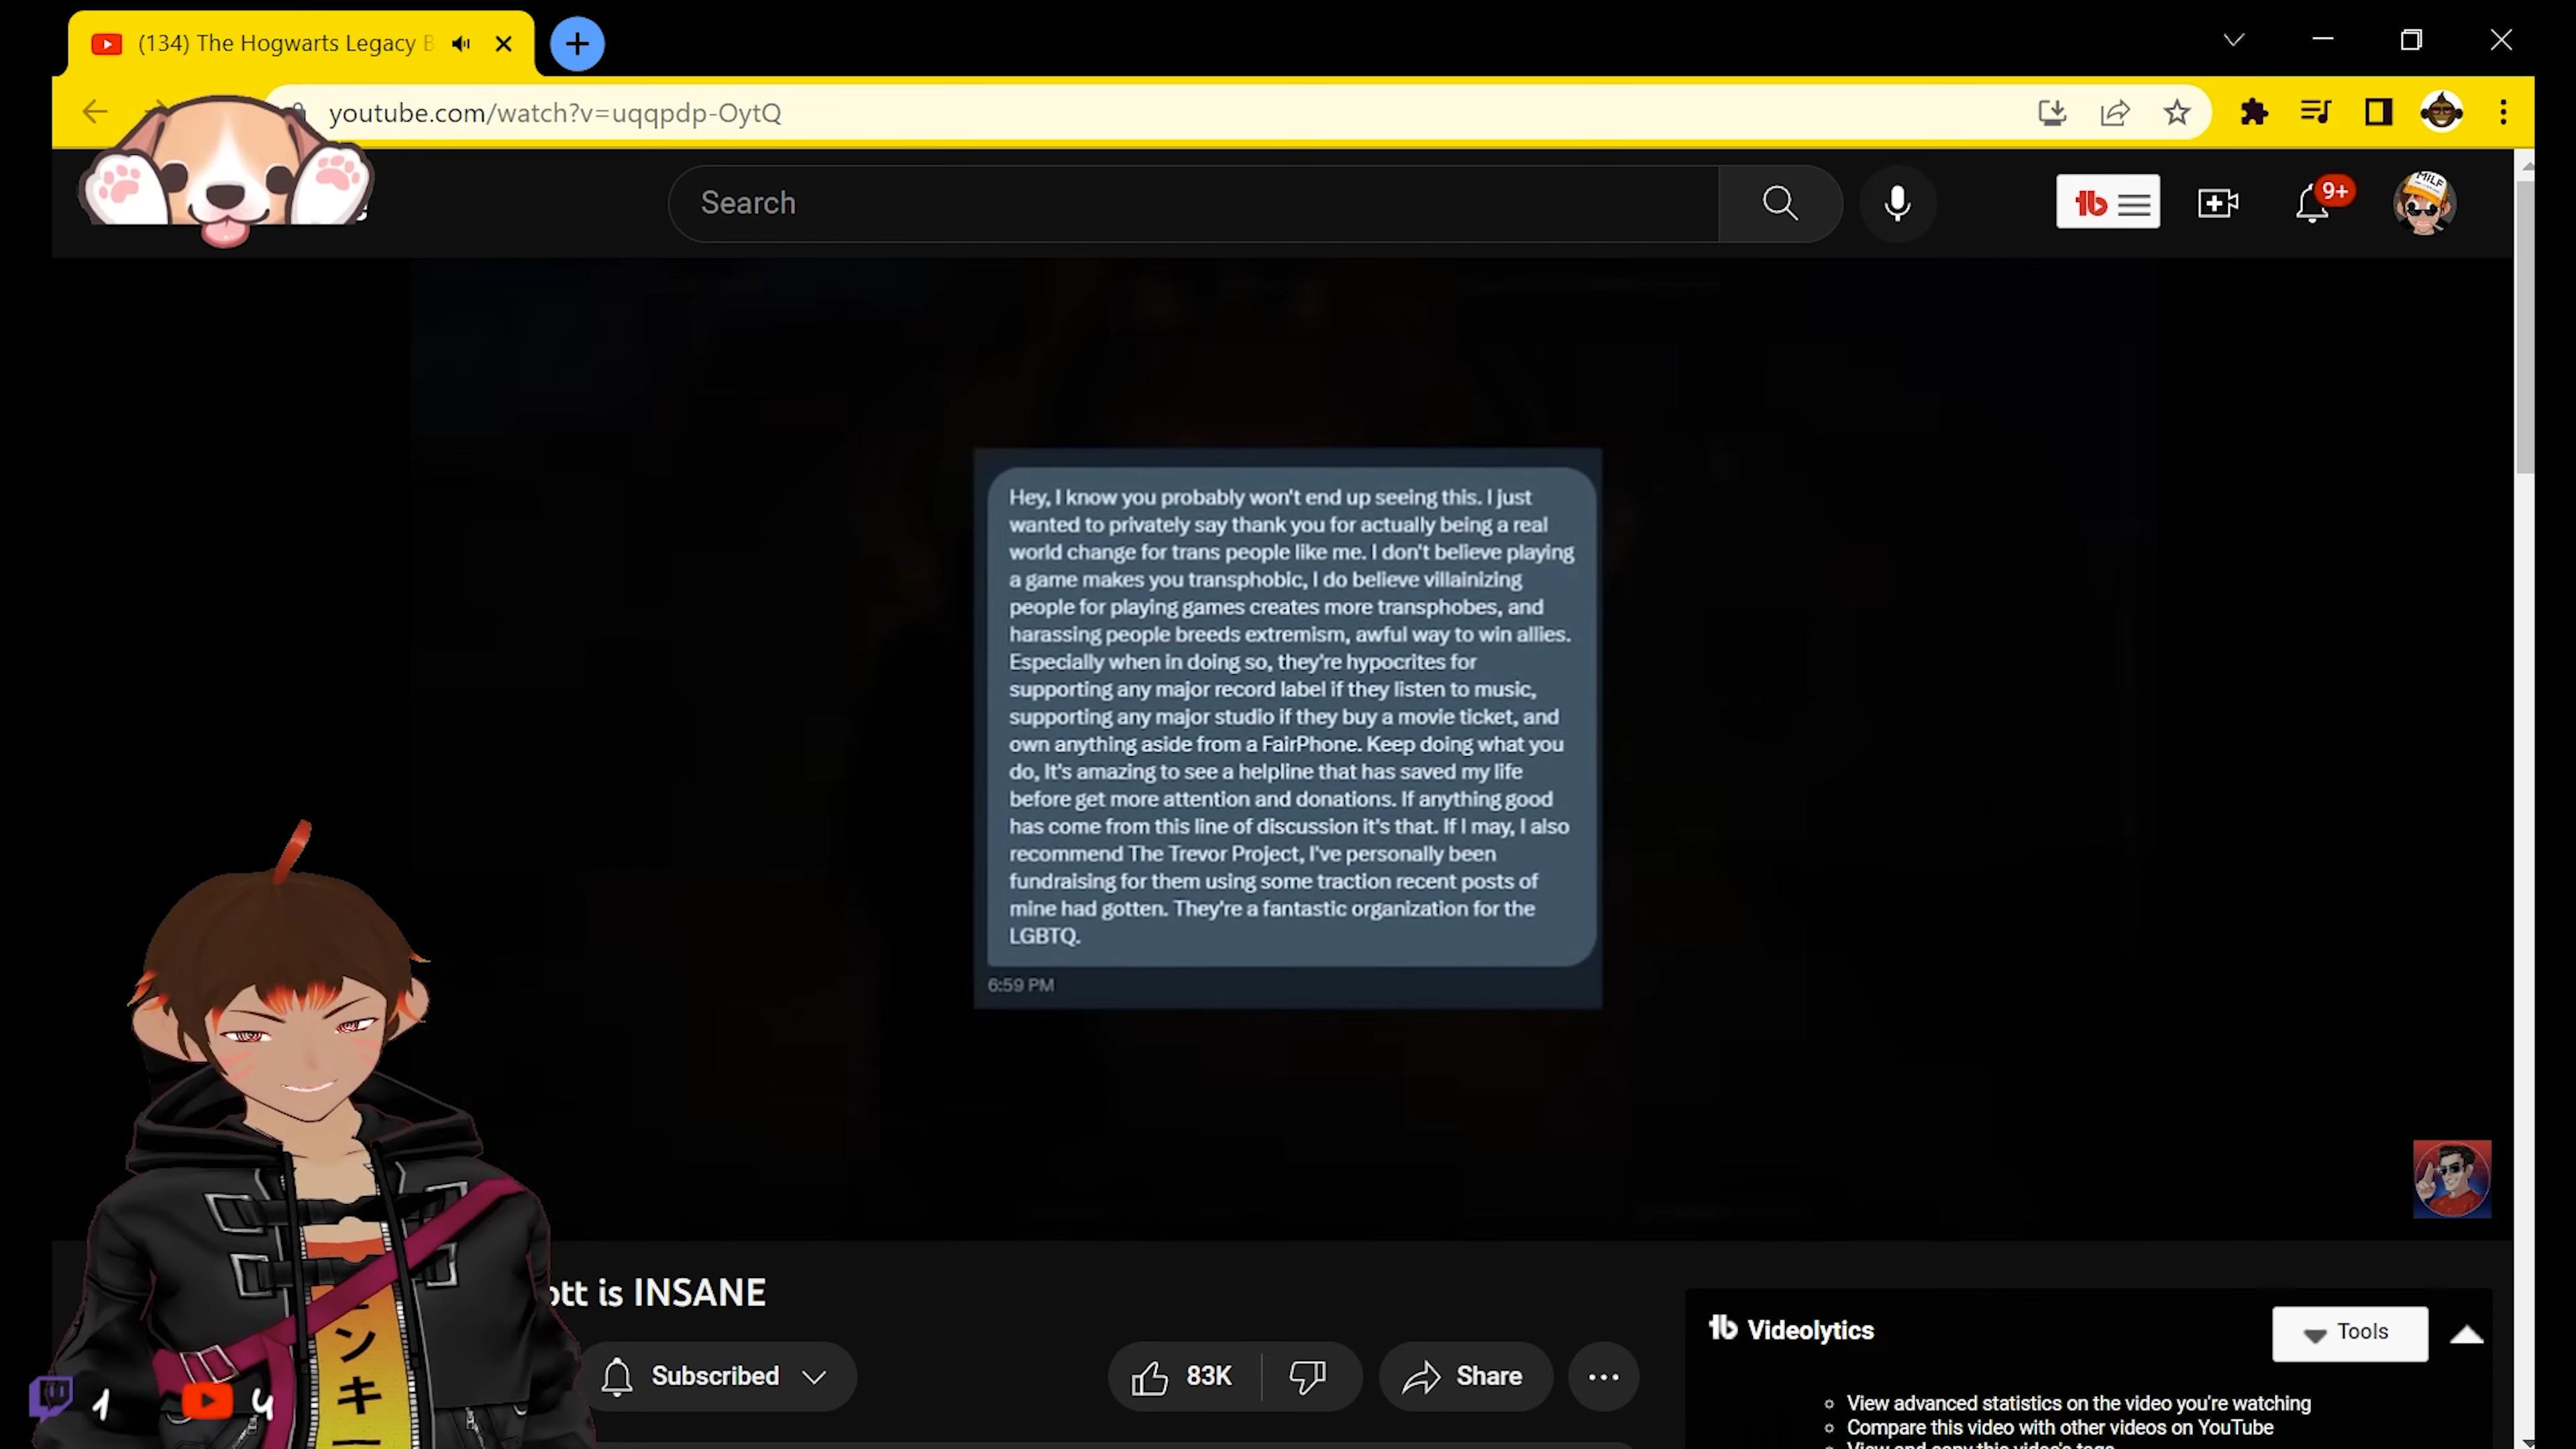 (134) The Hogwarts Legacy B
youtube.com/watch?v=uqqpdp-OytQ
Search
9+
MILF
Hey, I know you probably won't end up seeing this. I just
wanted to privately say thank you for actually being a real
world change for trans people like me. I don't believe playing
a game makes you transphobic, I do believe villainizing
people for playing games creates more transphobes, and
harassing people breeds extremism, awful way to win allies.
Especially when in doing so, they're hypocrites for
supporting any major record label if they listen to music,
supporting any major studio if they buy a movie ticket, and
own anything aside from a FairPhone. Keep doing what you
do, It's amazing to see a helpline that has saved my life
before get more attention and donations. If anything good
has come from this line of discussion it's that. If I may, I also
recommend The Trevor Project, I've personally been
fundraising for them using some traction recent posts of
mine had gotten. They're a fantastic organization for the
LGBTQ.
6:59 PM
ott is INSANE
Subscribed
83K
Share
Videolytics
Tools
View advanced statistics on the video you're watching
Compare this video with other videos on YouTube
View and copy this video's tags
ンキー
1
4